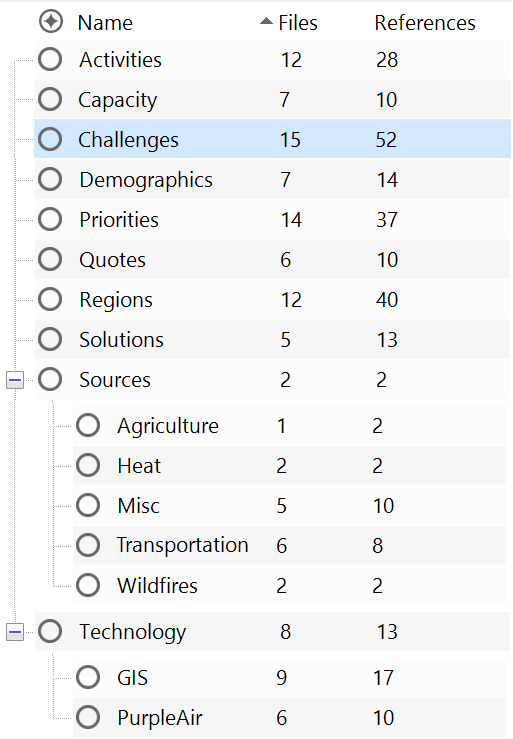 Name Files References
Activities 12 28
Capacity 7 10
Challenges 15 52
Demographics 7 14
Priorities 14 37
Quotes 6 10
Regions 12 40
Solutions 5 13
Sources 2 2
Agriculture 1 2
Heat 2 2
Misc 5 10
Transportation 6 8
Wildfires 2 2
Technology 8 13
GIS 9 17
PurpleAir 6 10